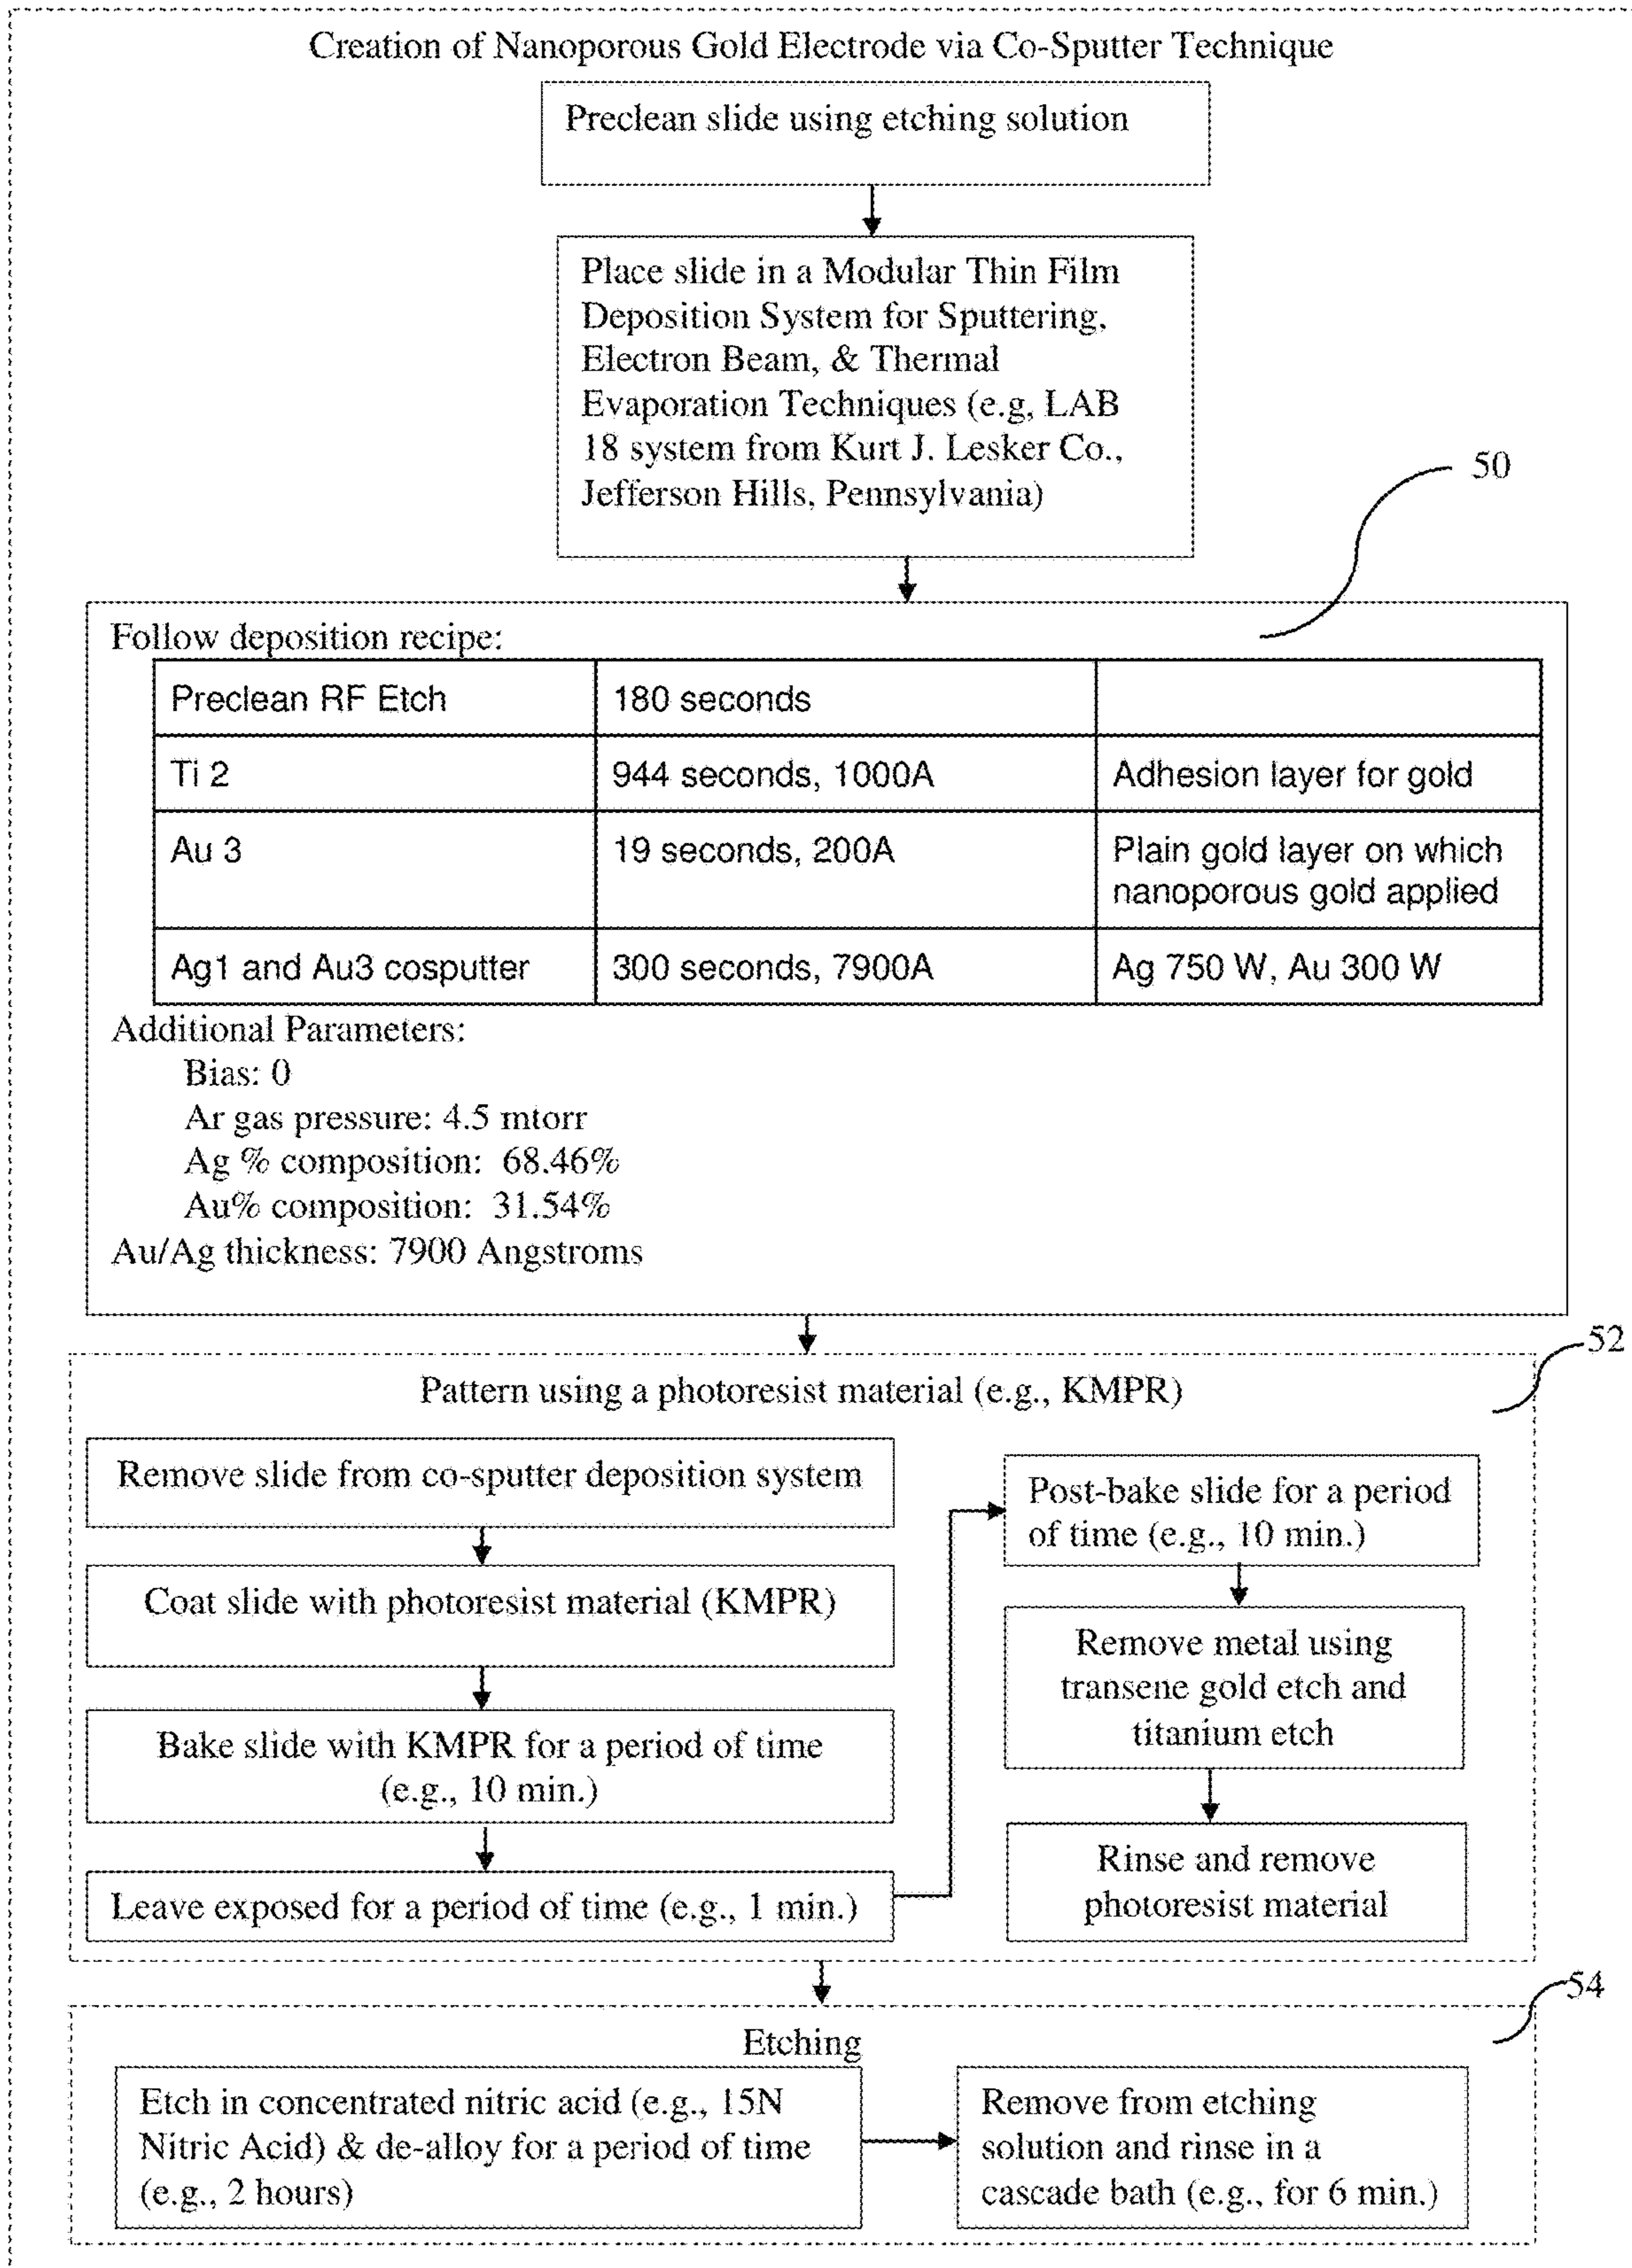 Creation of Nanoporous Gold Electrode via Co-Sputter Technique
Preclean slide using etching solution
Place slide in a Modular Thin Film
Deposition System for Sputtering,
Electron Beam, & Thermal
Evaporation Techniques (e.g, LAB
18 system from Kurt J. Lesker Co.,
Jefferson Hills, Pennsylvania)
50
Follow deposition recipe:
Preclean RF Etch
180 seconds
Ti 2
944 seconds, 1000A
Adhesion layer for gold
Au 3
19 seconds, 200A
Plain gold layer on which
nanoporous gold applied
Ag1 and Au3 cosputter
300 seconds, 7900A
Ag 750 W, Au 300 W
Additional Parameters:
Bias: 0
Ar gas pressure: 4.5 mtorr
Ag % composition: 68.46%
Au% composition: 31.54%
Au/Ag thickness: 7900 Angstroms
52
Pattern using a photoresist material (e.g., KMPR)
Remove slide from co-sputter deposition system
Coat slide with photoresist material (KMPR)
Bake slide with KMPR for a period of time
(e.g., 10 min.)
Leave exposed for a period of time (e.g., 1 min.)
Post-bake slide for a period
of time (e.g., 10 min.)
Remove metal using
transene gold etch and
titanium etch
Rinse and remove
photoresist material
54
Etching
Etch in concentrated nitric acid (e.g., 15N
Nitric Acid) & de-alloy for a period of time
(e.g., 2 hours)
Remove from etching
solution and rinse in a
cascade bath (e.g., for 6 min.)